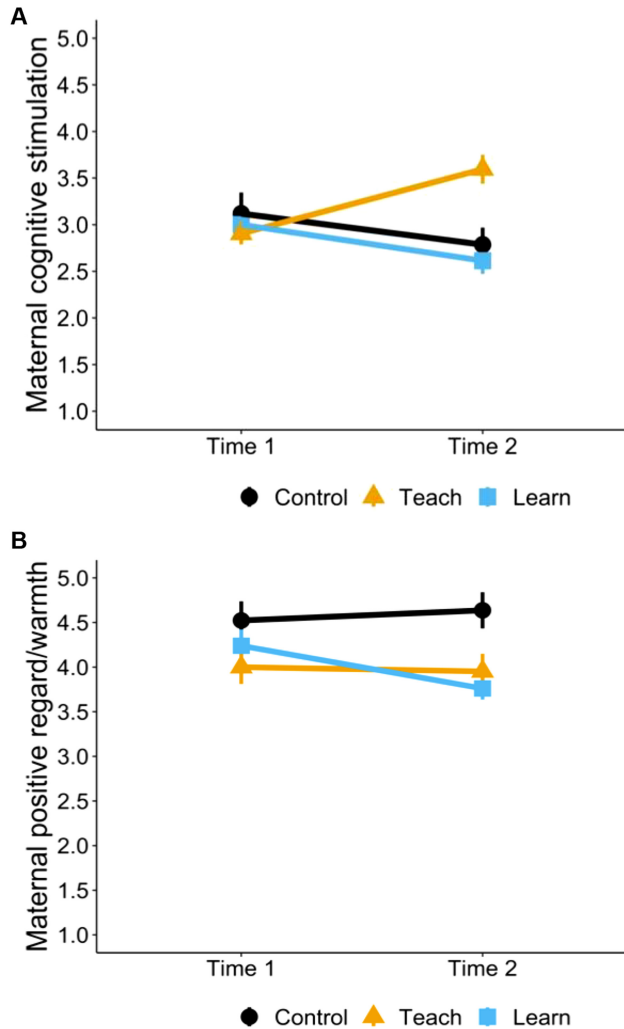 A
Maternal cognitive stimulation
5.0
4.5
4.0
3.5
3.0
2.5
2.0
1.5
1.0
Time 1 Time 2
Control Teach Learn
B
Maternal positive regard/warmth
5.0
4.5
4.0
3.5
3.0
2.5
2.0
1.5
1.0
Time 1 Time 2
Control Teach Learn